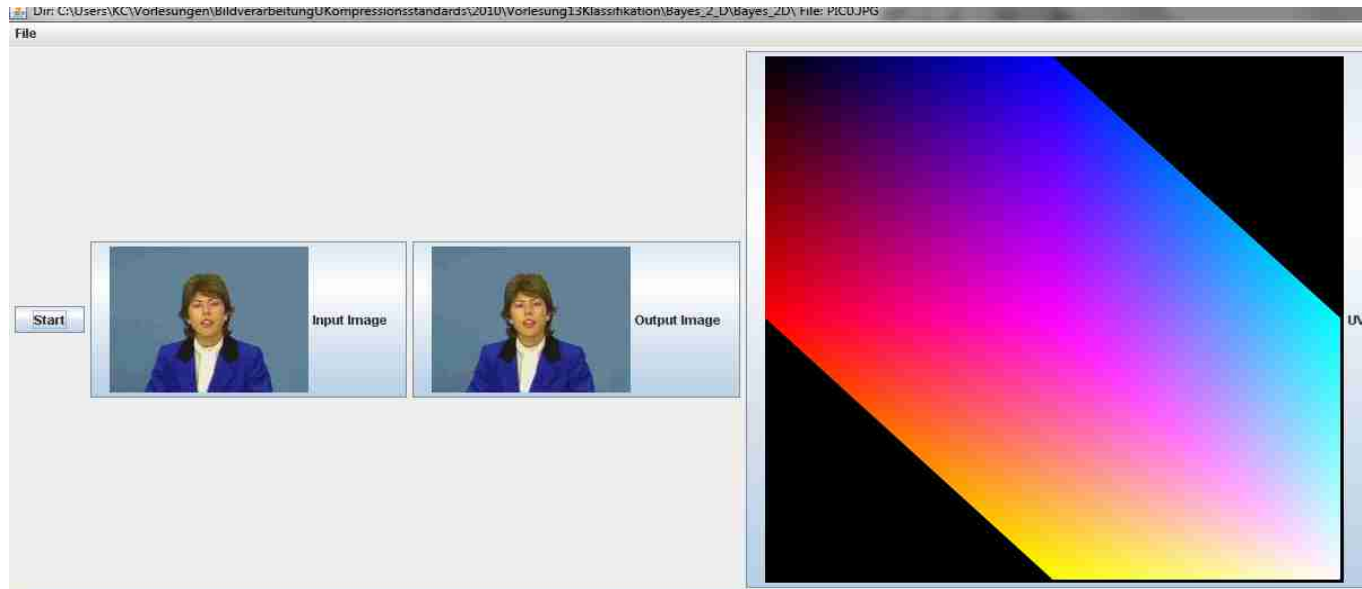 Dir: C:\Users\KC\Vorlesungen\BildverarbeitungUKompressionsstandards\2010\Vorlesung13Klassifikation\Bayes_2_D\Bayes_2D\ File: PIC0.JPG
File
Start
Input Image
Output Image
UV